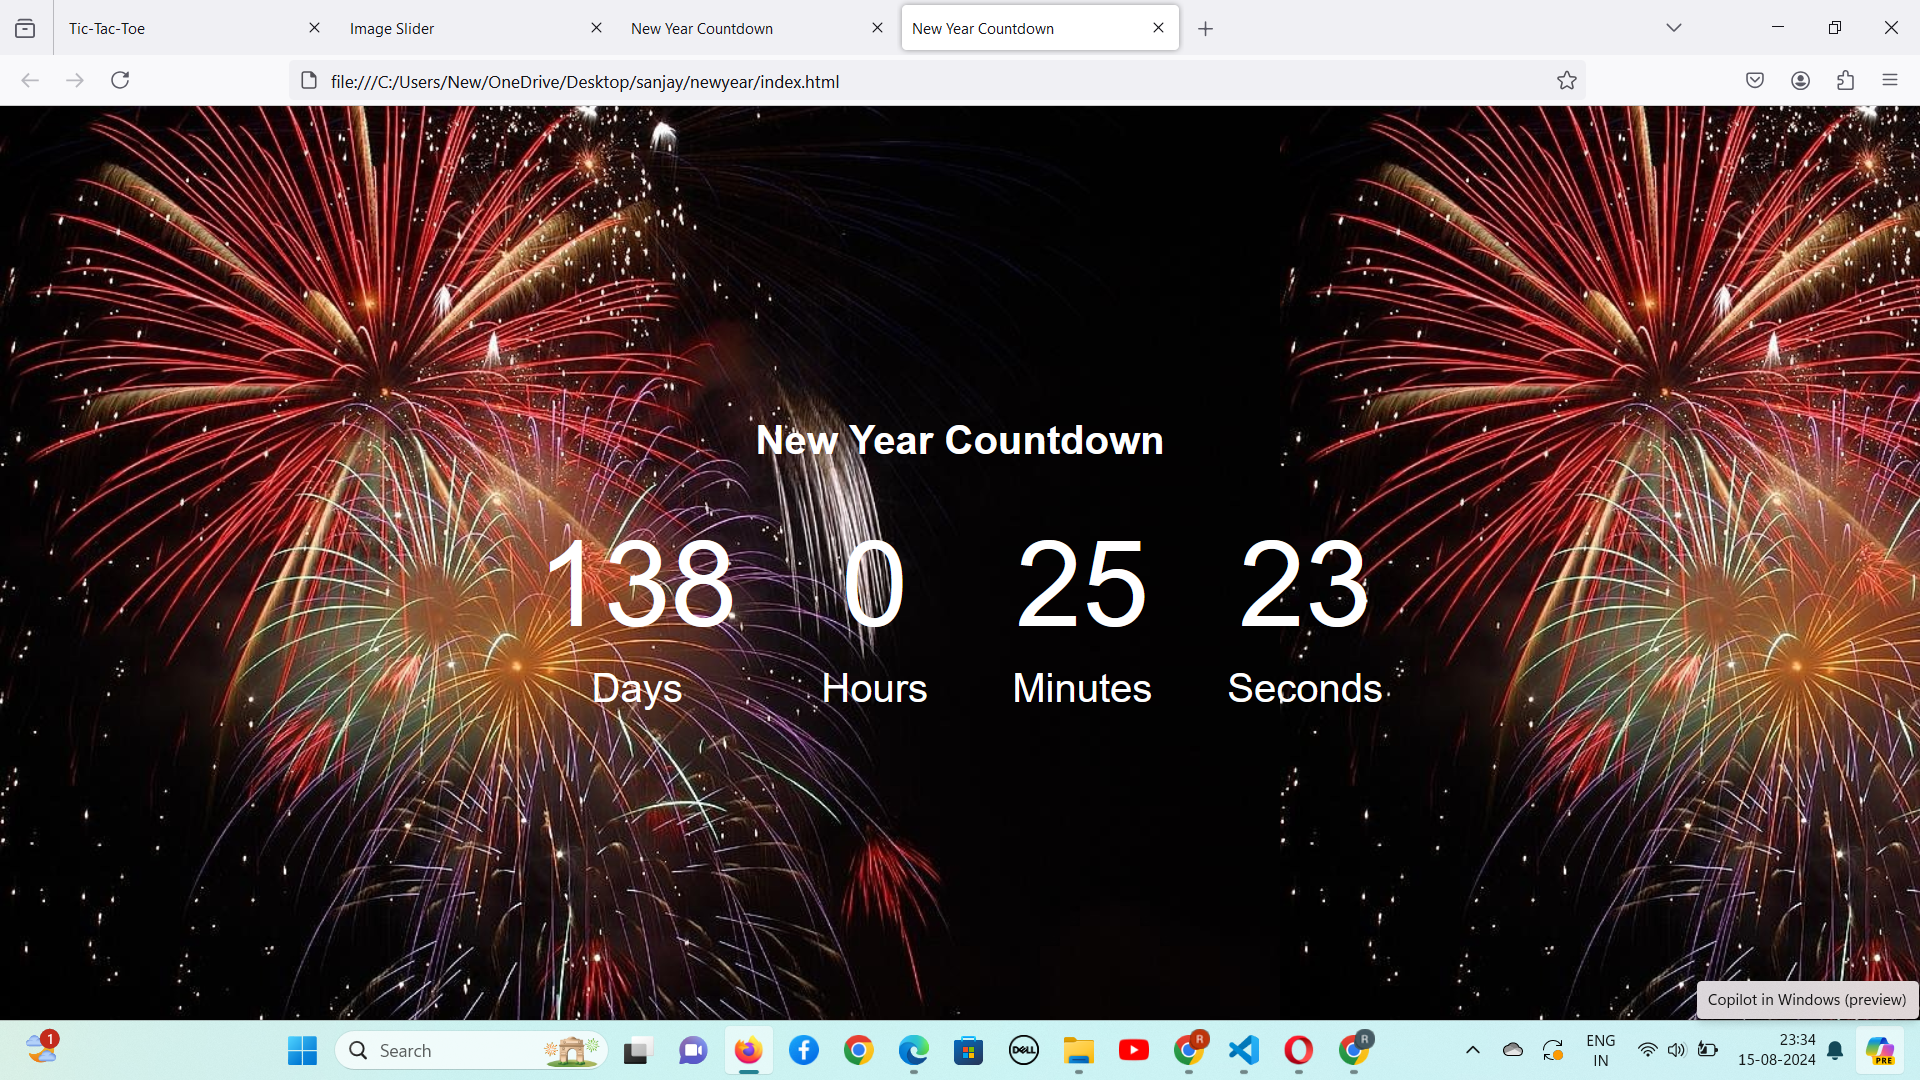 Tic-Tac-Toe
Image Slider
New Year Countdown
New Year Countdown
file:///C:/Users/New/OneDrive/Desktop/sanjay/newyear/index.html
New Year Countdown
138 0 25 23
Days Hours Minutes Seconds
Copilot in Windows (preview)
1
Search
DELL
R
R
ENG
IN
23:34
15-08-2024
PRE